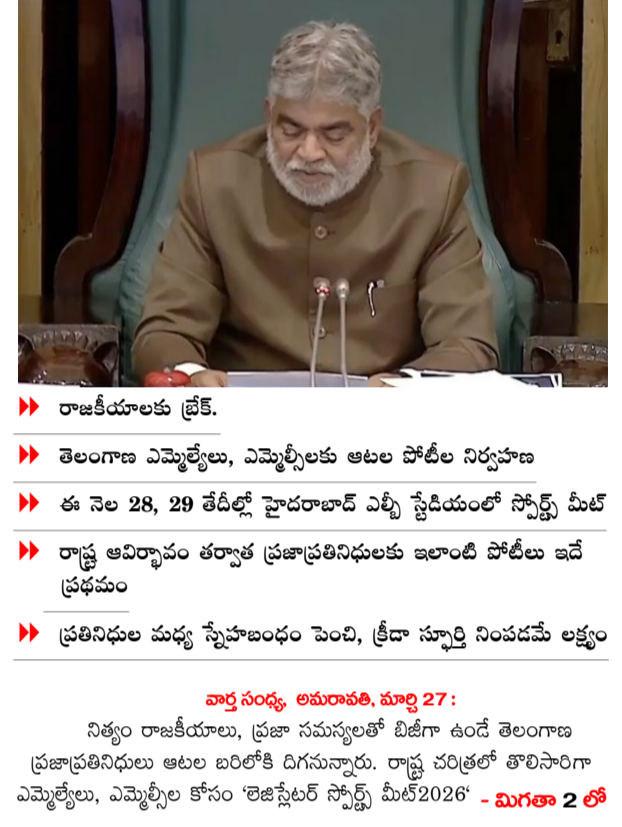 రాజకీయాలకు బ్రేక్.
తెలంగాణ ఎమ్మెల్యేలు, ఎమ్మెల్సీలకు ఆటల పోటీల నిర్వహణ
ఈ నెల 28, 29 తేదీల్లో హైదరాబాద్ ఎల్బీ స్టేడియంలో స్పోర్ట్స్ మీట్
రాష్ట్ర ఆవిర్భావం తర్వాత ప్రజాప్రతినిధులకు ఇలాంటి పోటీలు ఇదే
ప్రథమం
ప్రతినిధుల మధ్య స్నేహబంధం పెంచి, క్రీడా స్ఫూర్తి నింపడమే లక్ష్యం
వార్త సంధ్య, అమరావతి, మార్చి 27 :
నిత్యం రాజకీయాలు, ప్రజా సమస్యలతో బిజీగా ఉండే తెలంగాణ
ప్రజాప్రతినిధులు ఆటల బరిలోకి దిగనున్నారు. రాష్ట్ర చరిత్రలో తొలిసారిగా
ఎమ్మెల్యేలు, ఎమ్మెల్సీల కోసం ‘లెజిస్లేటర్ స్పోర్ట్స్ మీట్2026‘ - మిగతా 2 లో